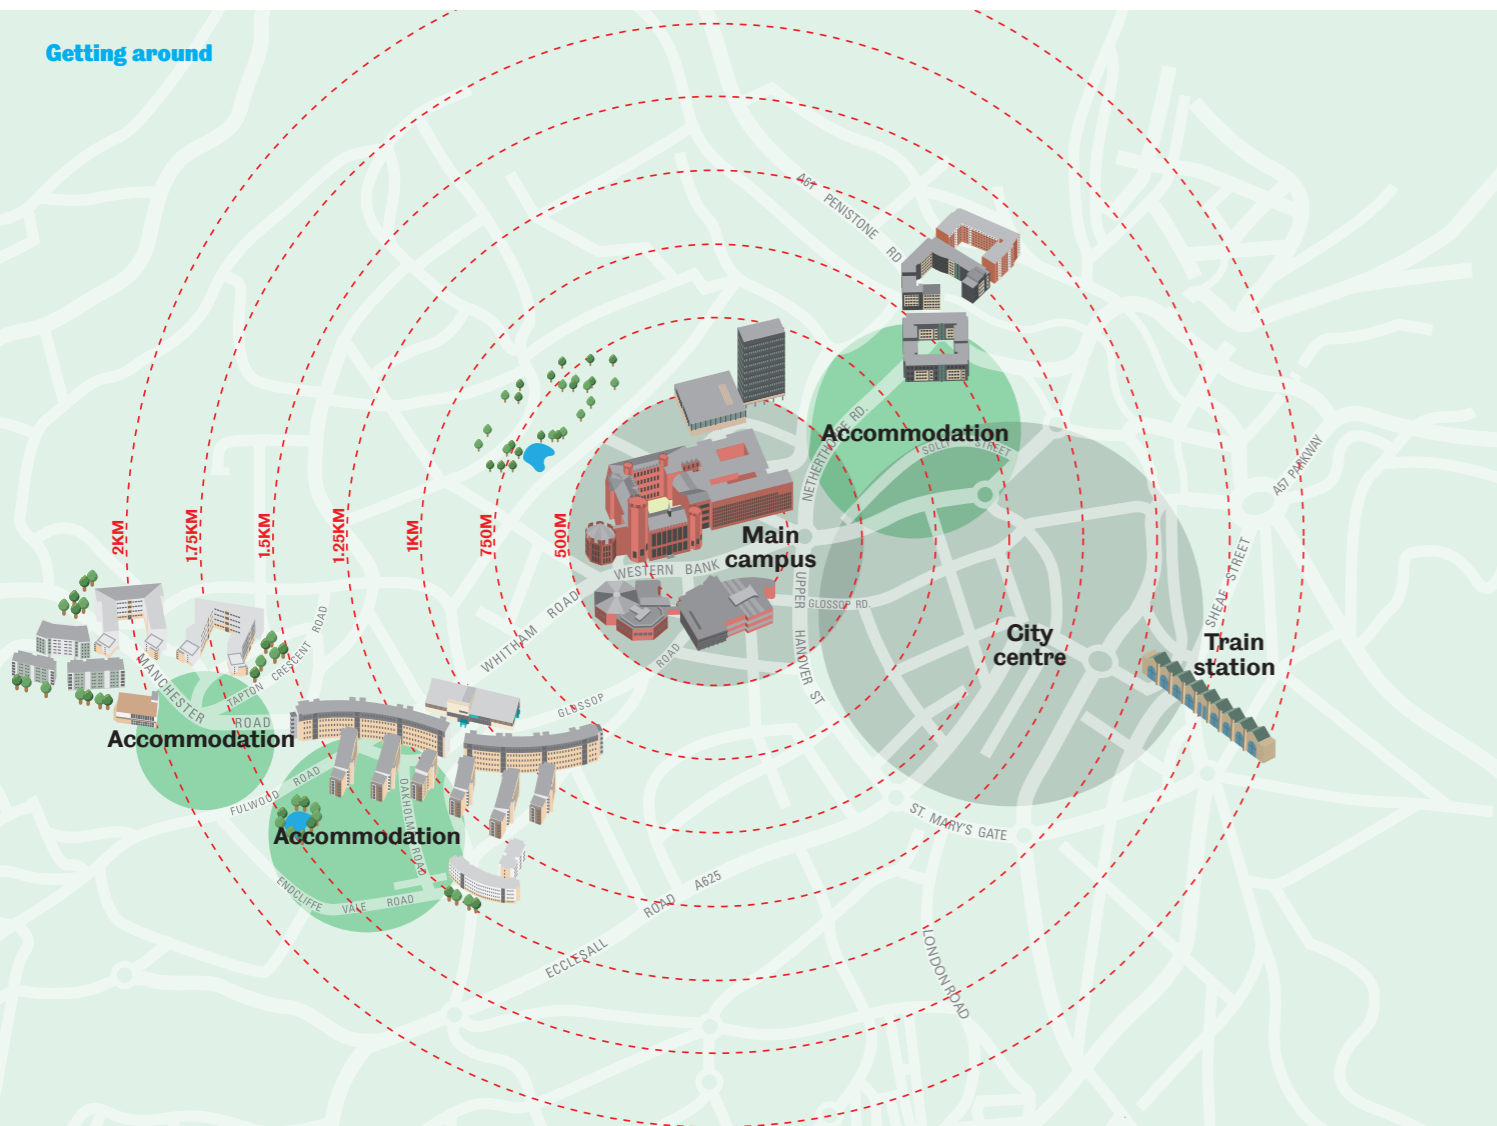 Getting around
A61 PENISTONE RD
Accommodation
NETHERTHORPE RD.
SOLLY STREET
A57 PARKWAY
2KM
1.75KM
1.5KM
1.25KM
1KM
750M
500M
Main
campus
WESTERN BANK
UPPER HANOVER ST
GLOSSOP RD.
SHEAF STREET
City
centre
Train
station
WHITHAM ROAD
GLOSSOP ROAD
MANCHESTER ROAD
TAPTON CRESCENT ROAD
Accommodation
FULWOOD ROAD
OAKHOLME ROAD
Accommodation
ENDCLIFFE VALE ROAD
ST. MARY'S GATE
ECCLESALL ROAD A625
LONDON ROAD